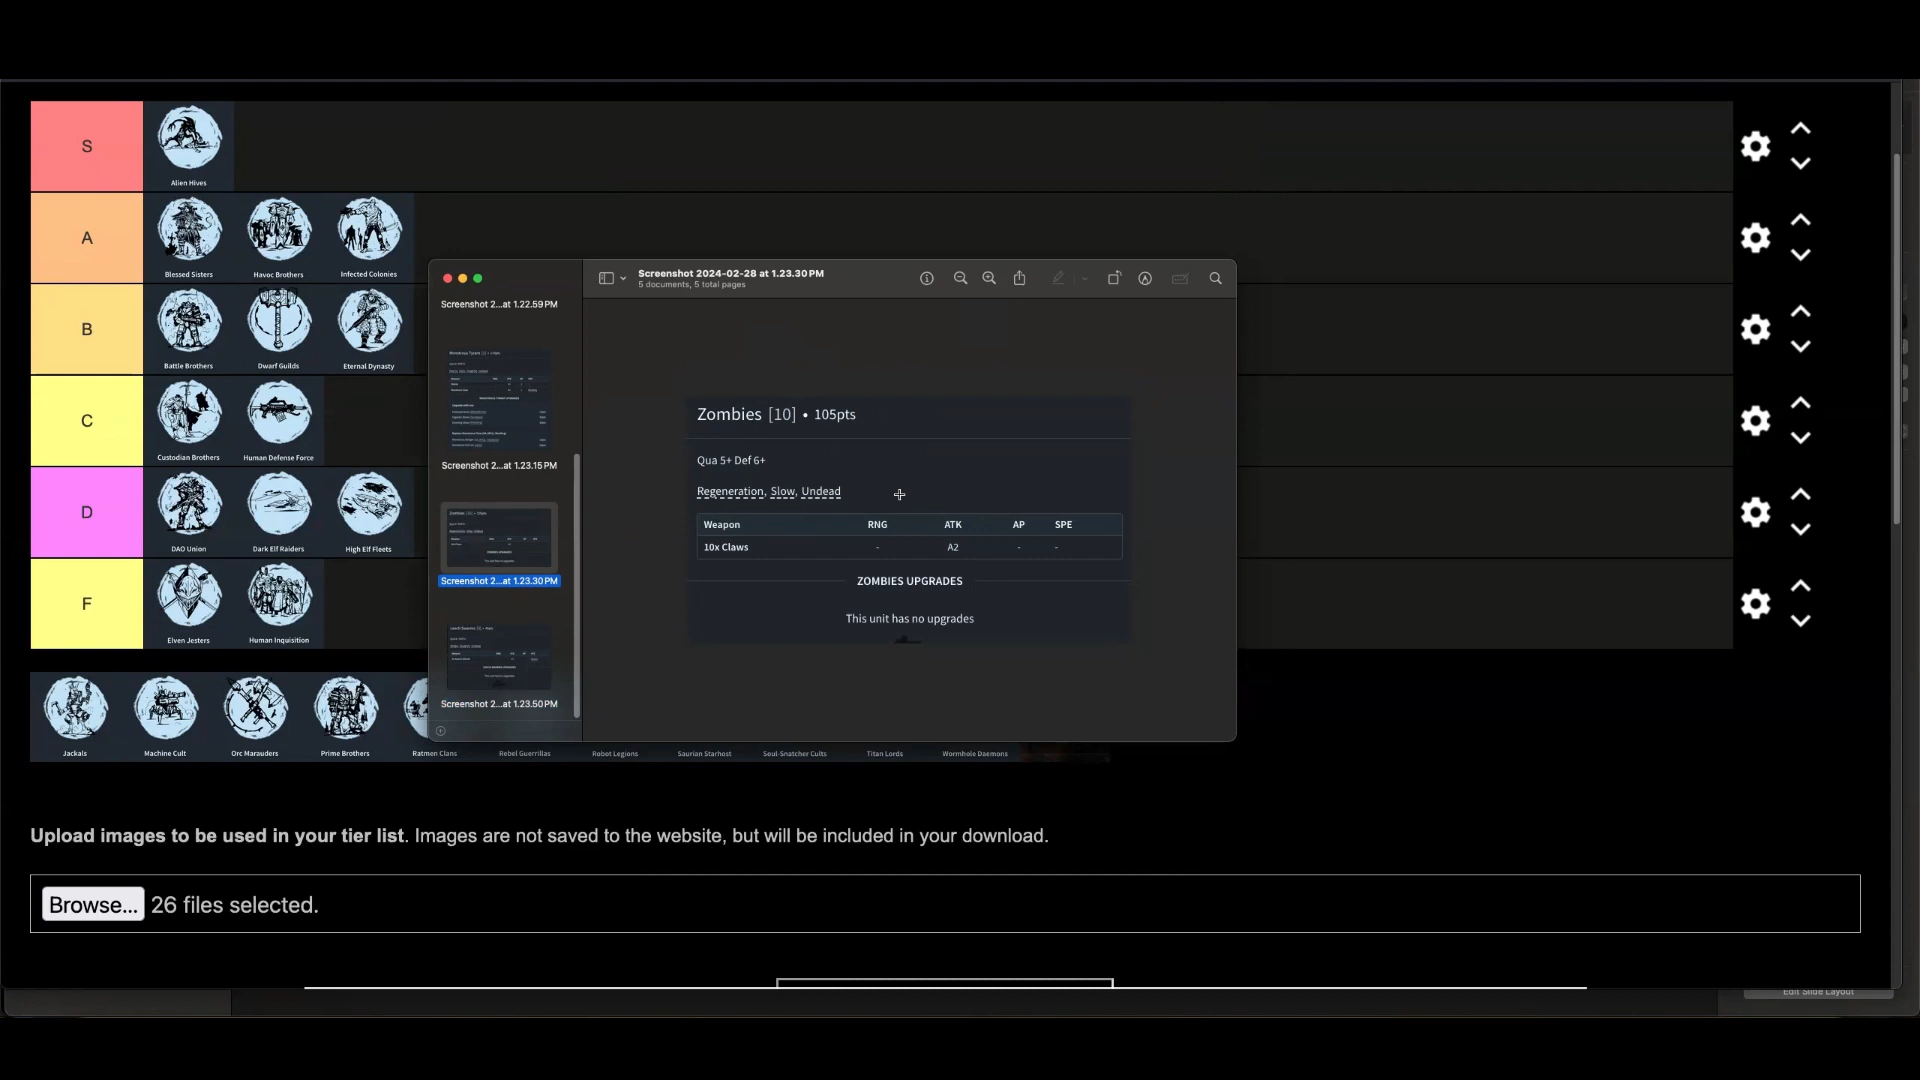 S
Alien Hives
A
Blessed Sisters
Havoc Brothers
Infected Colonies
B
Battle Brothers
Dwarf Guilds
Eternal Dynasty
C
Custodian Brothers
Human Defense Force
D
DAO Union
Dark Elf Raiders
High Elf Fleets
F
Elven Jesters
Human Inquisition
Jackals
Machine Cult
Orc Marauders
Prime Brothers
Ratmen Clans
Rebel Guerrillas
Robot Legions
Saurian Starhost
Soul-Snatcher Cults
Titan Lords
Wormhole Daemons
Screenshot 2024-02-28 at 1.23.30 PM
5 documents, 5 total pages
Screenshot 2...at 1.22.59 PM
Screenshot 2...at 1.23.15 PM
Screenshot 2...at 1.23.30 PM
Screenshot 2...at 1.23.50 PM
Zombies [10] • 105pts
Qua 5+ Def 6+
Regeneration, Slow, Undead
Weapon RNG ATK AP SPE
10x Claws - A2 - -
ZOMBIES UPGRADES
This unit has no upgrades
Upload images to be used in your tier list. Images are not saved to the website, but will be included in your download.
Browse... 26 files selected.
Edit Slide Layout